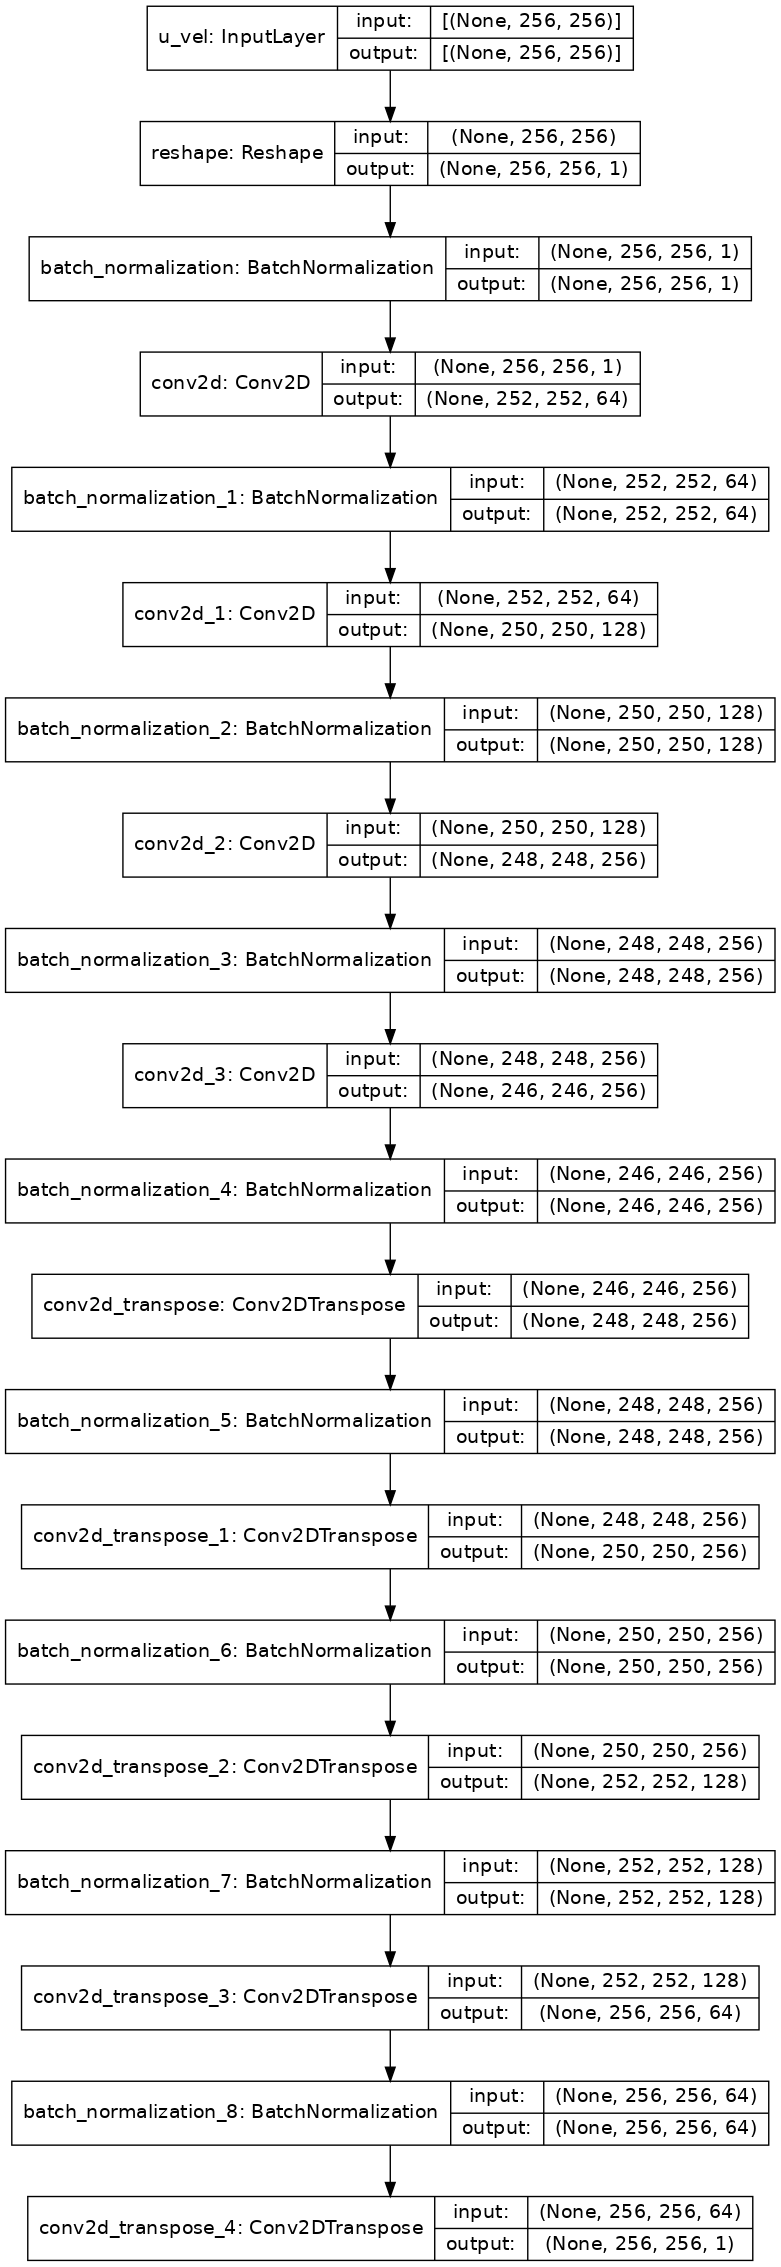 u_vel: InputLayer
input:
[(None, 256, 256)]
output:
[(None, 256, 256)]
reshape: Reshape
input:
(None, 256, 256)
output:
(None, 256, 256, 1)
batch_normalization: BatchNormalization
input:
(None, 256, 256, 1)
output:
(None, 256, 256, 1)
conv2d: Conv2D
input:
(None, 256, 256, 1)
output:
(None, 252, 252, 64)
batch_normalization_1: BatchNormalization
input:
(None, 252, 252, 64)
output:
(None, 252, 252, 64)
conv2d_1: Conv2D
input:
(None, 252, 252, 64)
output:
(None, 250, 250, 128)
batch_normalization_2: BatchNormalization
input:
(None, 250, 250, 128)
output:
(None, 250, 250, 128)
conv2d_2: Conv2D
input:
(None, 250, 250, 128)
output:
(None, 248, 248, 256)
batch_normalization_3: BatchNormalization
input:
(None, 248, 248, 256)
output:
(None, 248, 248, 256)
conv2d_3: Conv2D
input:
(None, 248, 248, 256)
output:
(None, 246, 246, 256)
batch_normalization_4: BatchNormalization
input:
(None, 246, 246, 256)
output:
(None, 246, 246, 256)
conv2d_transpose: Conv2DTranspose
input:
(None, 246, 246, 256)
output:
(None, 248, 248, 256)
batch_normalization_5: BatchNormalization
input:
(None, 248, 248, 256)
output:
(None, 248, 248, 256)
conv2d_transpose_1: Conv2DTranspose
input:
(None, 248, 248, 256)
output:
(None, 250, 250, 256)
batch_normalization_6: BatchNormalization
input:
(None, 250, 250, 256)
output:
(None, 250, 250, 256)
conv2d_transpose_2: Conv2DTranspose
input:
(None, 250, 250, 256)
output:
(None, 252, 252, 128)
batch_normalization_7: BatchNormalization
input:
(None, 252, 252, 128)
output:
(None, 252, 252, 128)
conv2d_transpose_3: Conv2DTranspose
input:
(None, 252, 252, 128)
output:
(None, 256, 256, 64)
batch_normalization_8: BatchNormalization
input:
(None, 256, 256, 64)
output:
(None, 256, 256, 64)
conv2d_transpose_4: Conv2DTranspose
input:
(None, 256, 256, 64)
output:
(None, 256, 256, 1)